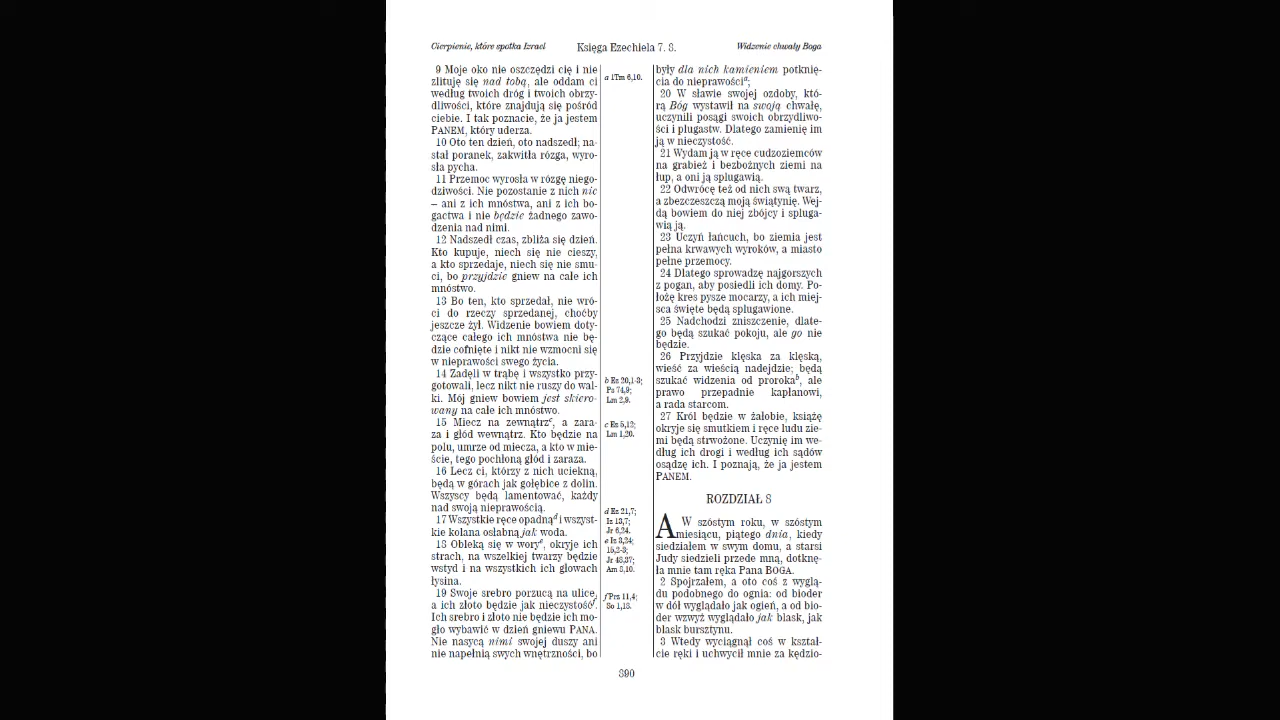 Cierpienie, które spotka Izrael
Księga Ezechiela 7. 8.
Widzenie chwały Boga
9 Moje oko nie oszczędzi cię i nie
zlituję się nad tobą, ale oddam ci
według twoich dróg i twoich obrzy-
dliwości, które znajdują się pośród
ciebie. I tak poznacie, że ja jestem
PANEM, który uderza.
10 Oto ten dzień, oto nadszedł; na-
stał poranek, zakwitła rózga, wyro-
sła pycha.
11 Przemoc wyrosła w rózgę niego-
dziwości. Nie pozostanie z nich nic
– ani z ich mnóstwa, ani z ich bo-
gactwa i nie będzie żadnego zawo-
dzenia nad nimi.
12 Nadszedł czas, zbliża się dzień.
Kto kupuje, niech się nie cieszy,
a kto sprzedaje, niech się nie smu-
ci, bo przyjdzie gniew na całe ich
mnóstwo.
13 Bo ten, kto sprzedał, nie wró-
ci do rzeczy sprzedanej, choćby
jeszcze żył. Widzenie bowiem doty-
czące całego ich mnóstwa nie bę-
dzie cofnięte i nikt nie wzmocni się
w nieprawości swego życia.
14 Zadęli w trąbę i wszystko przy-
gotowali, lecz nikt nie ruszy do wal-
ki. Mój gniew bowiem jest skiero-
wany na całe ich mnóstwo.
15 Miecz na zewnątrzc, a zara-
za i głód wewnątrz. Kto będzie na
polu, umrze od miecza, a kto w mie-
ście, tego pochłoną głód i zaraza.
16 Lecz ci, którzy z nich uciekną,
będą w górach jak gołębice z dolin.
Wszyscy będą lamentować, każdy
nad swoją nieprawością.
17 Wszystkie ręce opadnąd i wszyst-
kie kolana osłabną jak woda.
18 Obleką się w worye, okryje ich
strach, na wszelkiej twarzy będzie
wstyd i na wszystkich ich głowach
łysina.
19 Swoje srebro porzucą na ulice,
a ich złoto będzie jak nieczystośćf.
Ich srebro i złoto nie będzie ich mo-
gło wybawić w dzień gniewu PANA.
Nie nasycą nimi swojej duszy ani
nie napełnią swych wnętrzności, bo
a 1Tm 6,10.
b Ez 20,1-3;
Ps 74,9;
Lm 2,9.
c Ez 5,12;
Lm 1,20.
d Ez 21,7;
Iz 13,7;
Jr 6,24.
e Iz 3,24;
15,2-3;
Jr 48,37;
Am 8,10.
f Prz 11,4;
So 1,18.
były dla nich kamieniem potknię-
cia do nieprawościa;
20 W sławie swojej ozdoby, któ-
rą Bóg wystawił na swoją chwałę,
uczynili posągi swoich obrzydliwo-
ści i plugastw. Dlatego zamienię im
ją w nieczystość.
21 Wydam ją w ręce cudzoziemców
na grabież i bezbożnych ziemi na
łup, a oni ją splugawią.
22 Odwrócę też od nich swą twarz,
a zbezczeszczą moją świątynię. Wej-
dą bowiem do niej zbójcy i spluga-
wią ją.
23 Uczyń łańcuch, bo ziemia jest
pełna krwawych wyroków, a miasto
pełne przemocy.
24 Dlatego sprowadzę najgorszych
z pogan, aby posiedli ich domy. Po-
łożę kres pysze mocarzy, a ich miej-
sca święte będą splugawione.
25 Nadchodzi zniszczenie, dlate-
go będą szukać pokoju, ale go nie
będzie.
26 Przyjdzie klęska za klęską,
wieść za wieścią nadejdzie; będą
szukać widzenia od prorokab, ale
prawo przepadnie kapłanowi,
a rada starcom.
27 Król będzie w żałobie, książę
okryje się smutkiem i ręce ludu zie-
mi będą strwożone. Uczynię im we-
dług ich drogi i według ich sądów
osądzę ich. I poznają, że ja jestem
PANEM.
ROZDZIAŁ 8
A W szóstym roku, w szóstym
miesiącu, piątego dnia, kiedy
siedziałem w swym domu, a starsi
Judy siedzieli przede mną, dotknę-
ła mnie tam ręka Pana BOGA.
2 Spojrzałem, a oto coś z wyglą-
du podobnego do ognia: od bioder
w dół wyglądało jak ogień, a od bio-
der wzwyż wyglądało jak blask, jak
blask bursztynu.
3 Wtedy wyciągnął coś w kształ-
cie ręki i uchwycił mnie za kędzio-
890